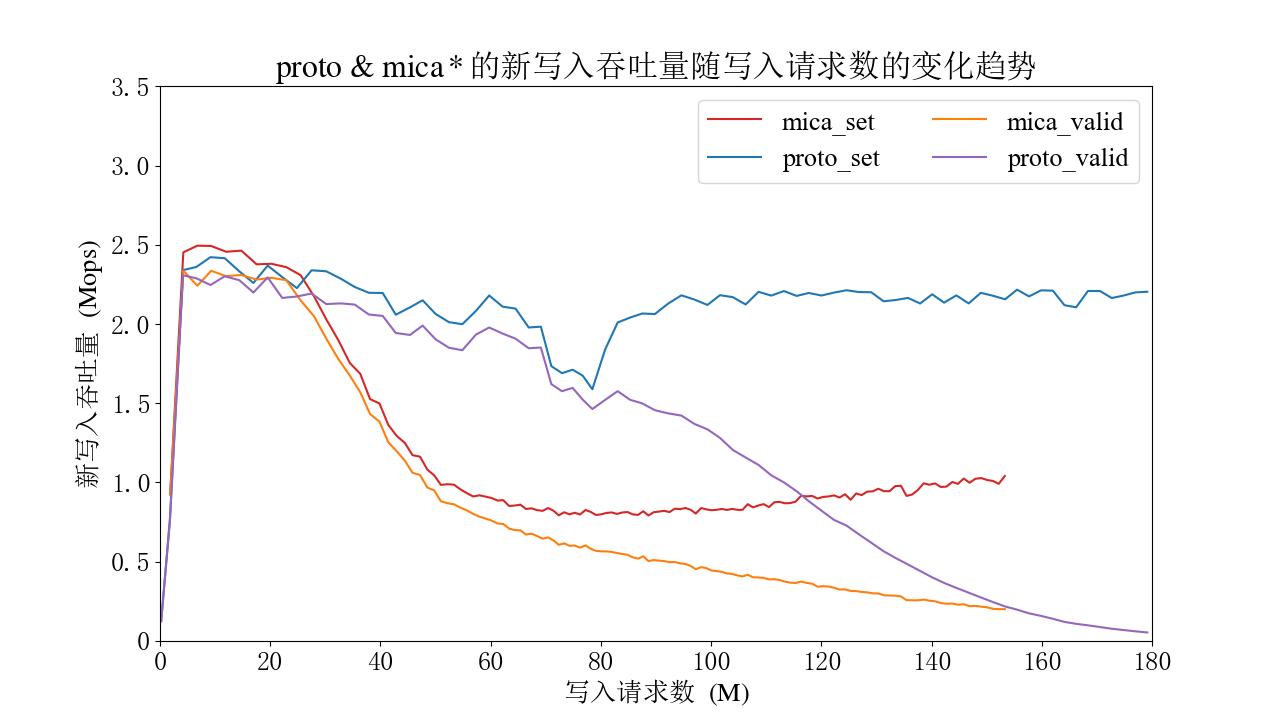 proto & mica * 的新写入吞吐量随写入请求数的变化趋势
mica_set
mica_valid
proto_set
proto_valid
新写入吞吐量 (Mops)
3.5
3.0
2.5
2.0
1.5
1.0
0.5
0
0 20 40 60 80 100 120 140 160 180
写入请求数 (M)